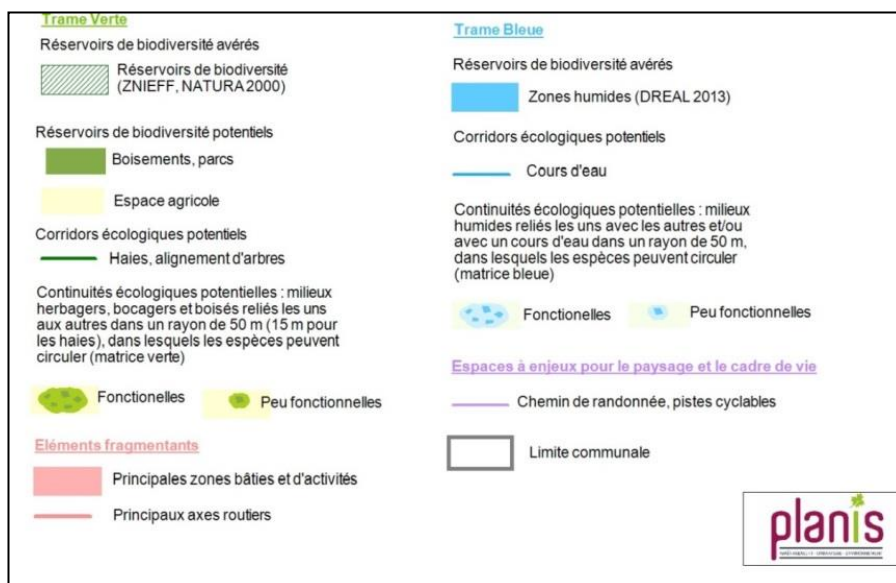 Trame Verte
Réservoirs de biodiversité avérés
Réservoirs de biodiversité
(ZNIEFF, NATURA 2000)
Réservoirs de biodiversité potentiels
Boisements, parcs
Espace agricole
Corridors écologiques potentiels
Haies, alignement d'arbres
Continuités écologiques potentielles : milieux
herbagers, bocagers et boisés reliés les uns
aux autres dans un rayon de 50 m (15 m pour
les haies), dans lesquels les espèces peuvent
circuler (matrice verte)
Fonctionelles
Peu fonctionnelles
Eléments fragmentants
Principales zones bâties et d'activités
Principaux axes routiers
Trame Bleue
Réservoirs de biodiversité avérés
Zones humides (DREAL 2013)
Corridors écologiques potentiels
Cours d'eau
Continuités écologiques potentielles : milieux
humides reliés les uns avec les autres et/ou
avec un cours d'eau dans un rayon de 50 m,
dans lesquels les espèces peuvent circuler
(matrice bleue)
Fonctionelles
Peu fonctionnelles
Espaces à enjeux pour le paysage et le cadre de vie
Chemin de randonnée, pistes cyclables
Limite communale
planis